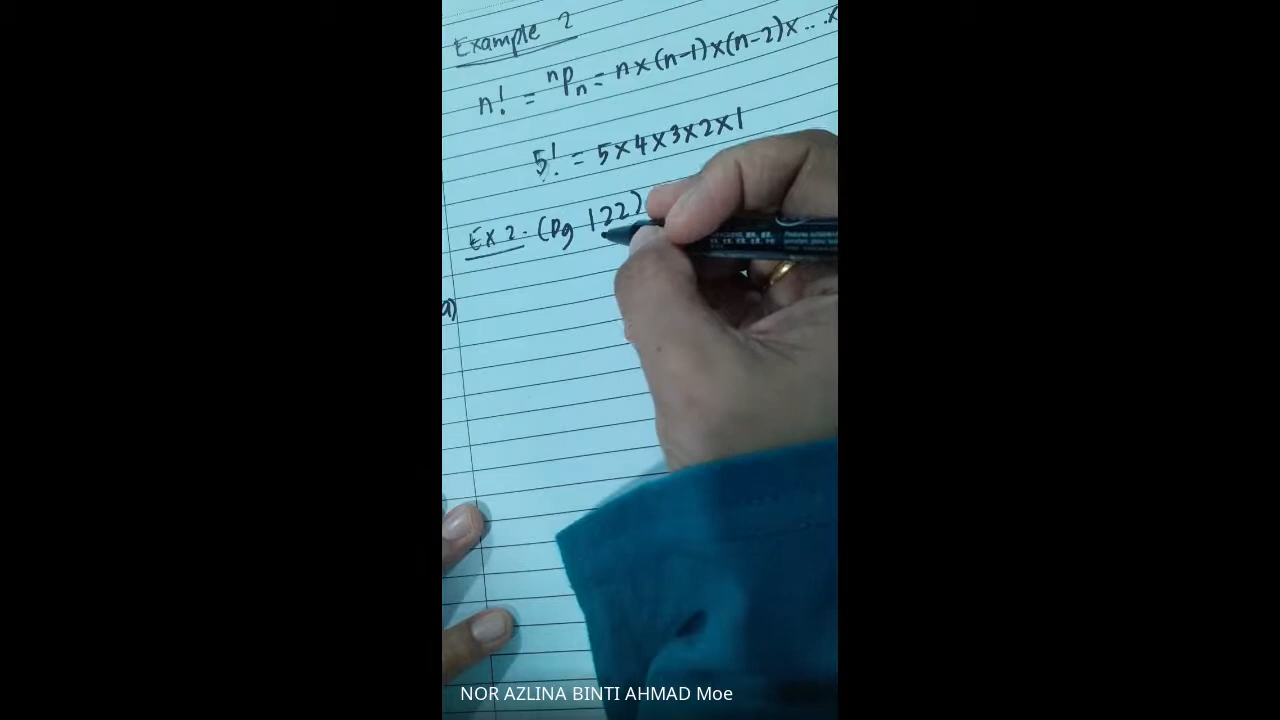 Example 2
n! = ⁿPₙ = n×(n-1)×(n-2)×...×
5! = 5×4×3×2×1
Ex 2. (Pg 122)
a)
NOR AZLINA BINTI AHMAD Moe